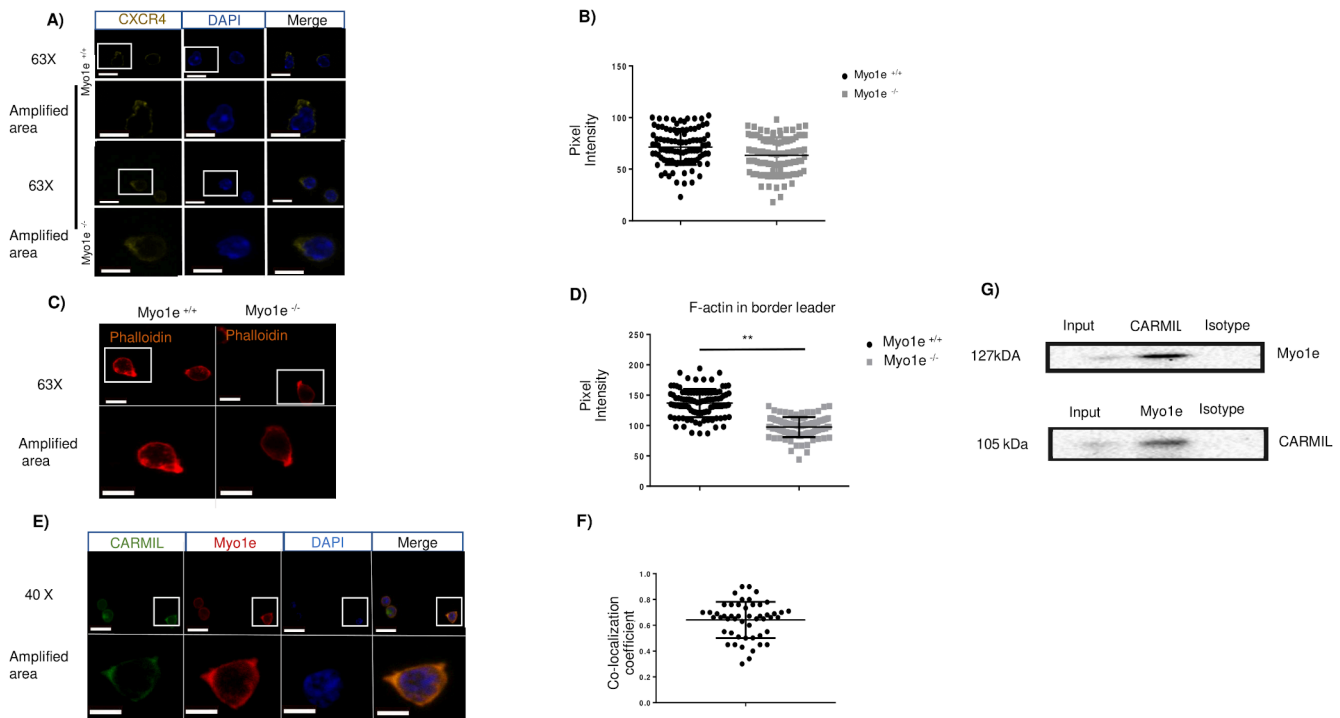 A)
CXCR4 DAPI Merge
63X
Myo1e +/+
Amplified
area
63X
Amplified
area
Myo1e -/-
B)
Myo1e +/+
Myo1e -/-
Pixel
Intensity
150
100
50
0
C)
Myo1e +/+ Myo1e -/-
Phalloidin Phalloidin
63X
Amplified
area
D)
F-actin in border leader
**
Myo1e +/+
Myo1e -/-
Pixel
Intensity
250
200
150
100
50
0
G)
Input CARMIL Isotype
127kDA Myo1e
Input Myo1e Isotype
105 kDa CARMIL
E)
CARMIL Myo1e DAPI Merge
40 X
Amplified
area
F)
Co-localization
coefficient
1.0
0.8
0.6
0.4
0.2
0.0